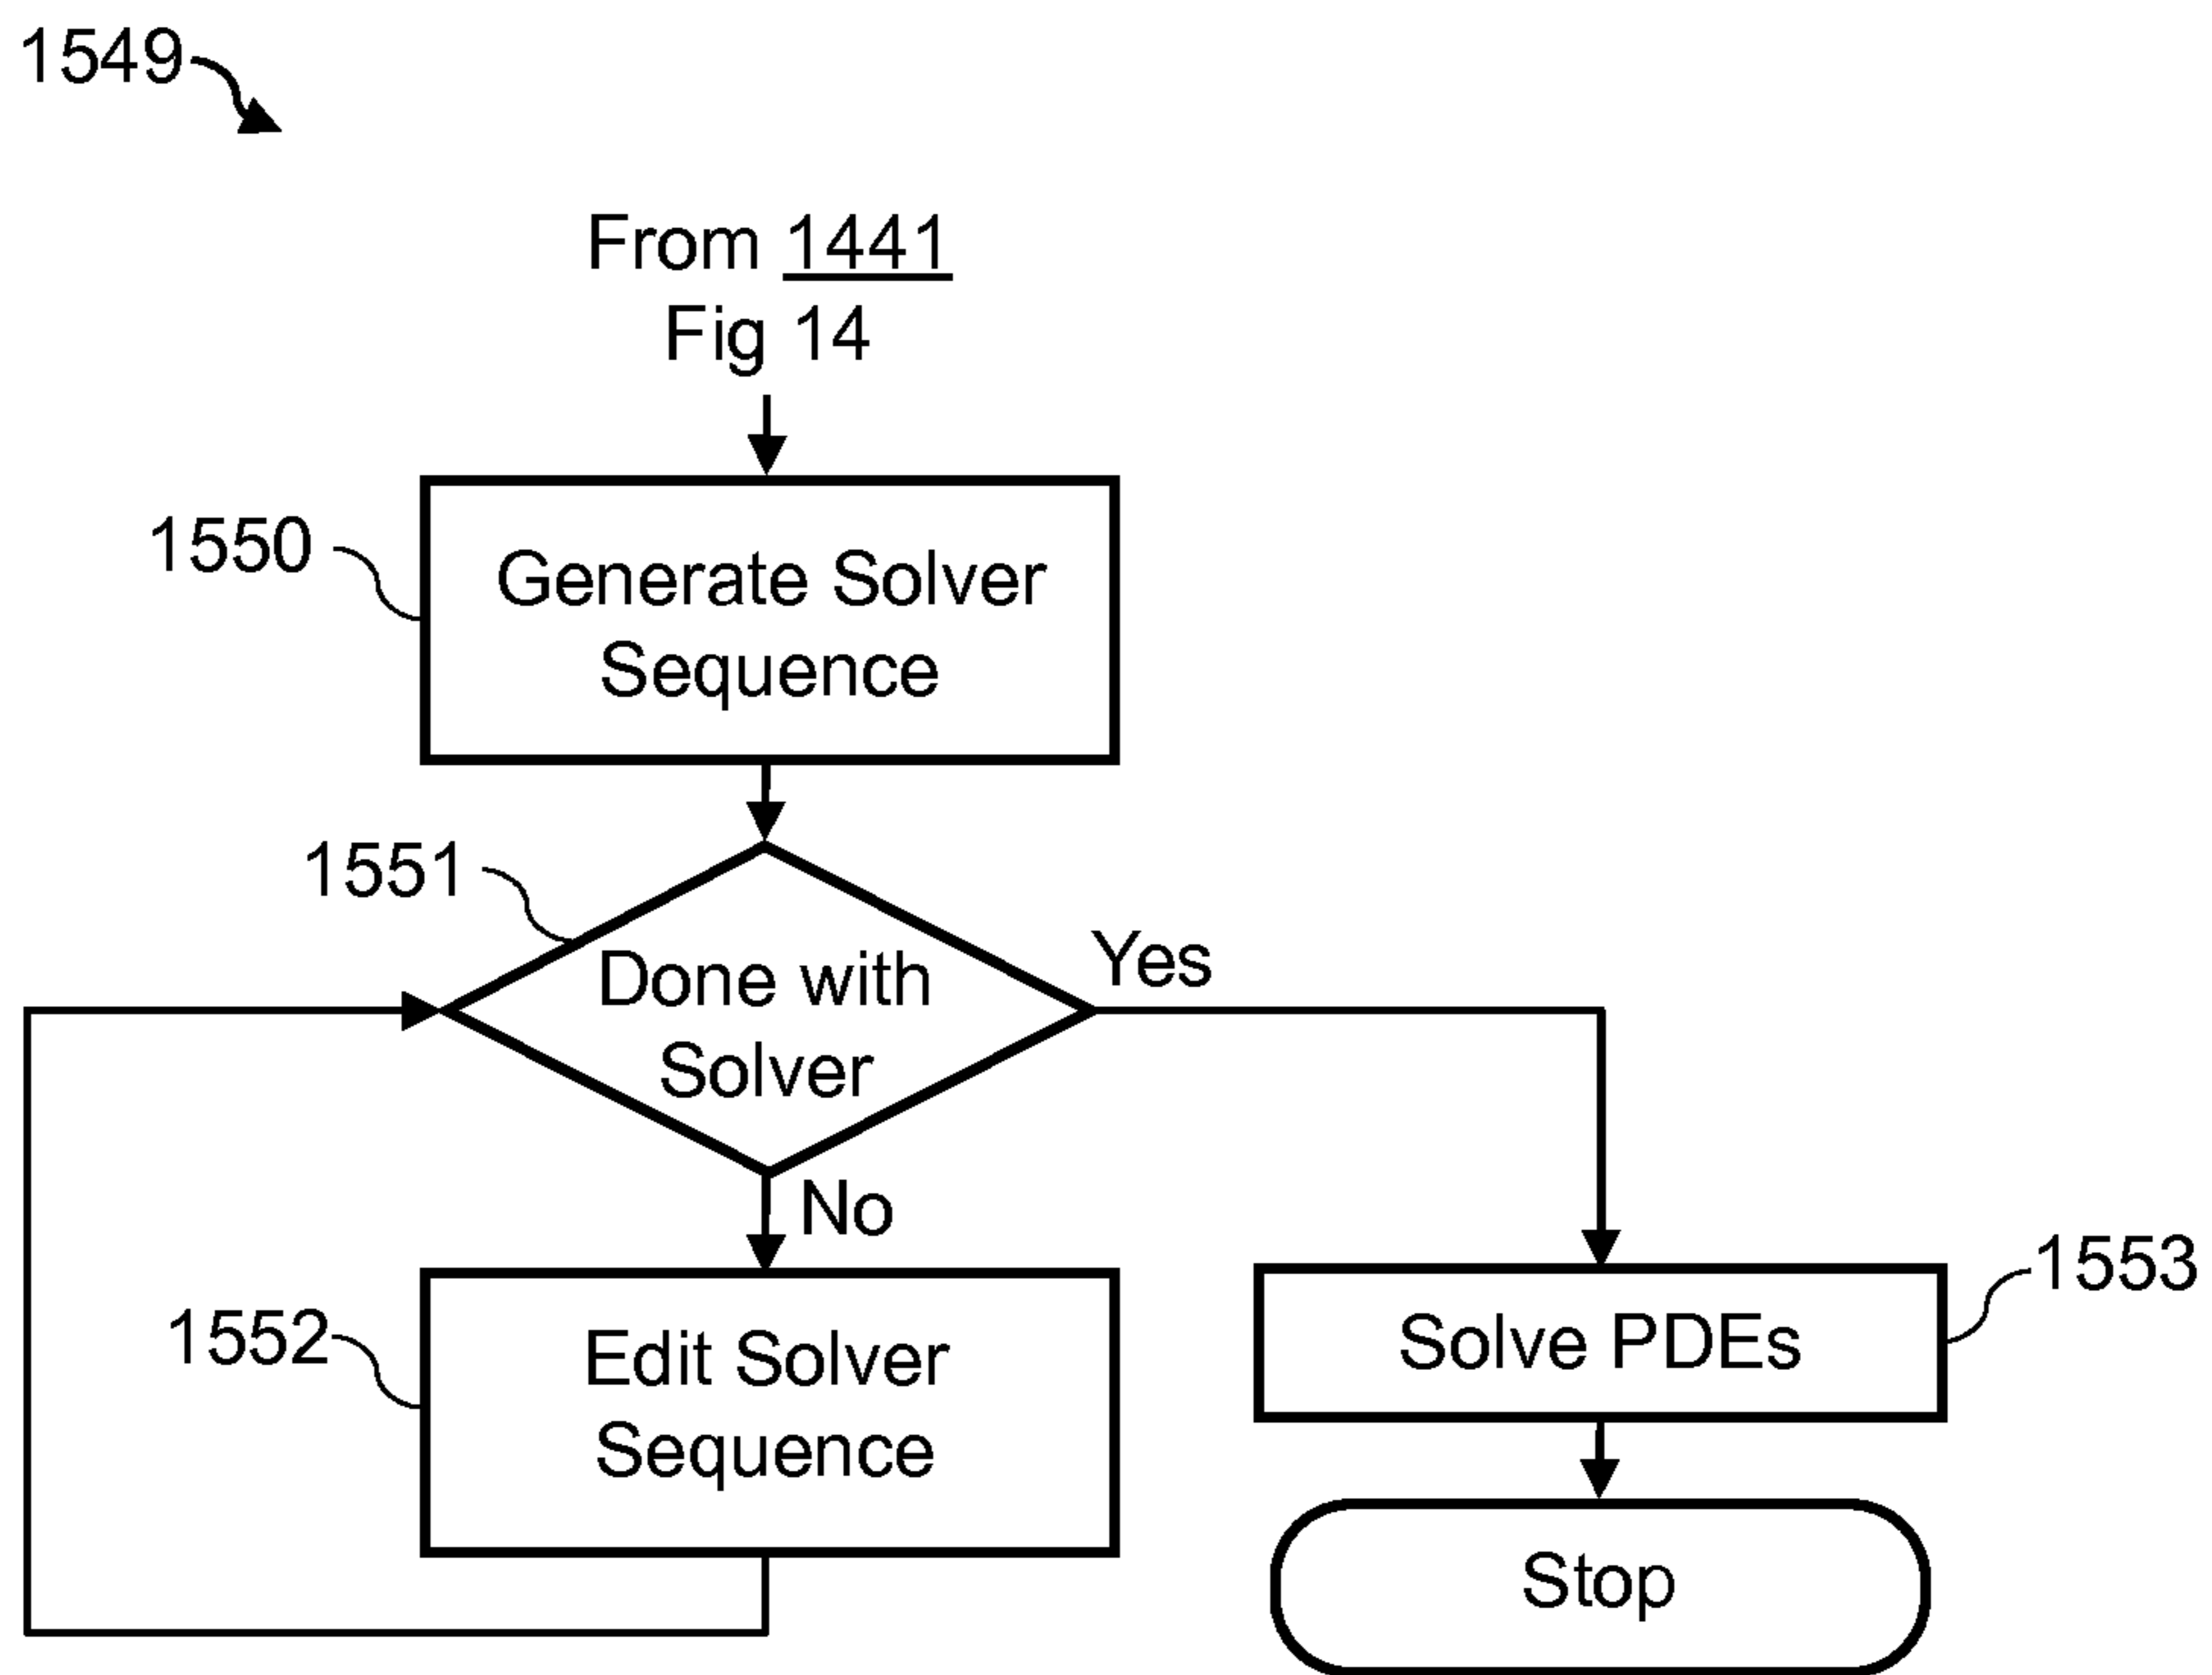 1549
From 1441
Fig 14
1550
Generate Solver
Sequence
1551
Done with
Solver
Yes
No
1552
Edit Solver
Sequence
Solve PDEs
1553
Stop